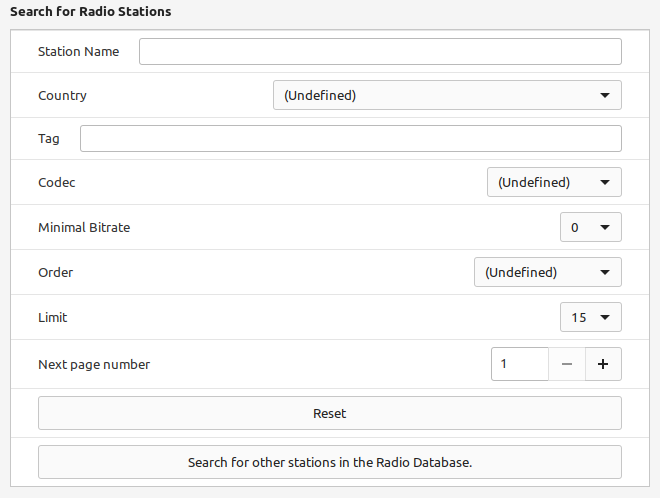 Search for Radio Stations
Station Name
Country (Undefined)
Tag
Codec (Undefined)
Minimal Bitrate 0
Order (Undefined)
Limit 15
Next page number 1 − +
Reset
Search for other stations in the Radio Database.